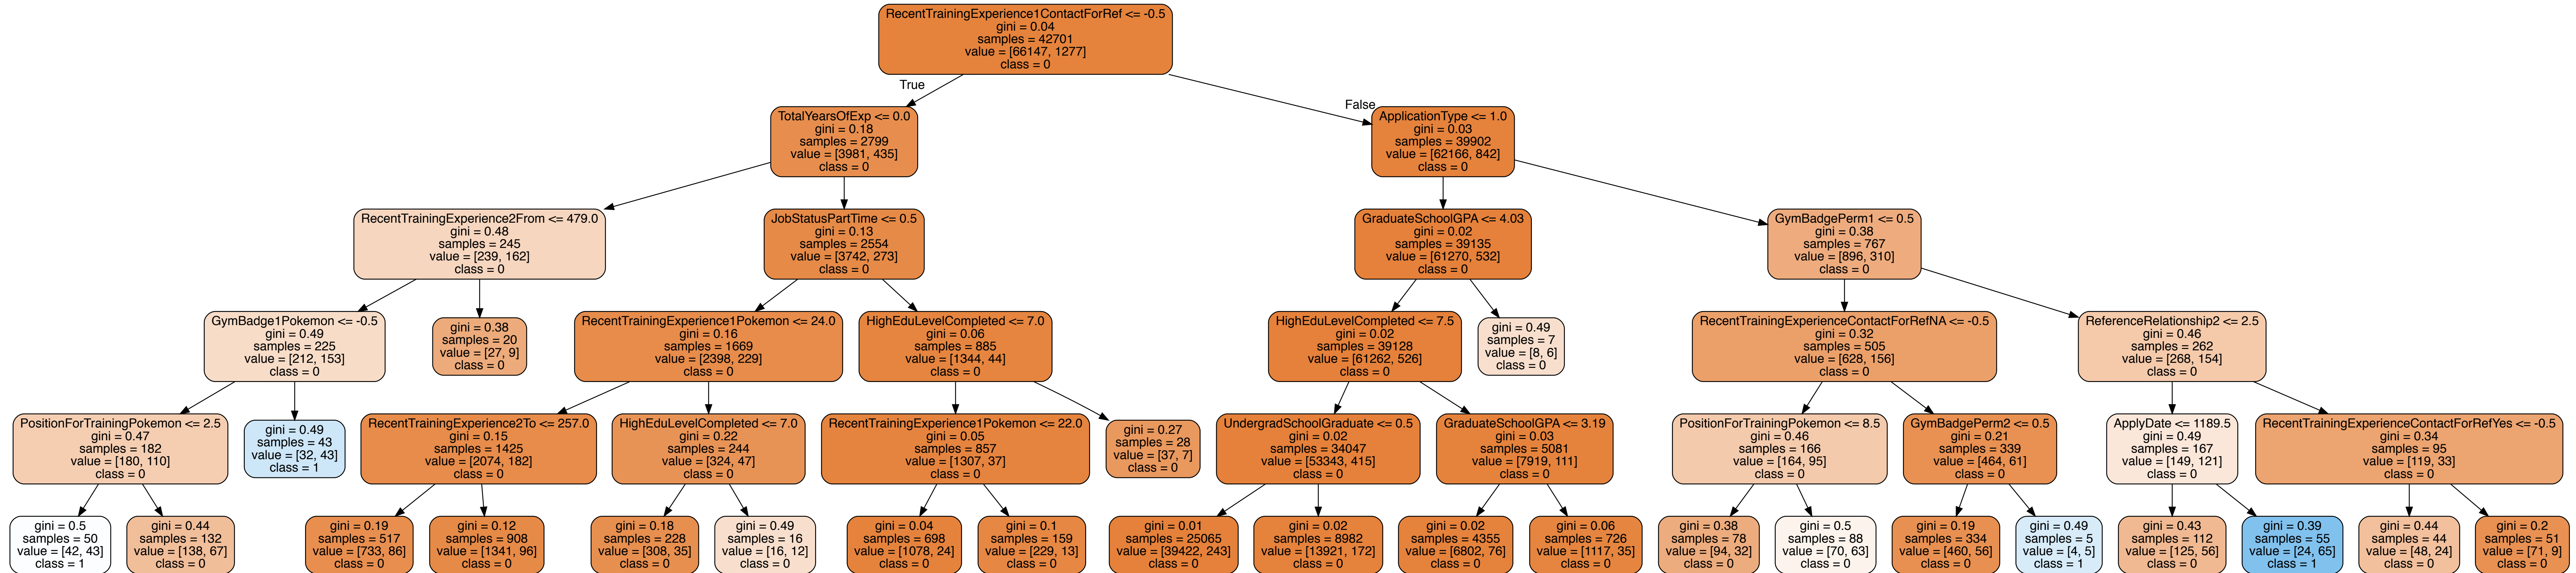 RecentTrainingExperience1ContactForRef <= -0.5
gini = 0.04
samples = 42701
value = [66147, 1277]
class = 0
True
False
TotalYearsOfExp <= 0.0
gini = 0.18
samples = 2799
value = [3981, 435]
class = 0
ApplicationType <= 1.0
gini = 0.03
samples = 39902
value = [62166, 842]
class = 0
RecentTrainingExperience2From <= 479.0
gini = 0.48
samples = 245
value = [239, 162]
class = 0
JobStatusPartTime <= 0.5
gini = 0.13
samples = 2554
value = [3742, 273]
class = 0
GraduateSchoolGPA <= 4.03
gini = 0.02
samples = 39135
value = [61270, 532]
class = 0
GymBadgePerm1 <= 0.5
gini = 0.38
samples = 767
value = [896, 310]
class = 0
GymBadge1Pokemon <= -0.5
gini = 0.49
samples = 225
value = [212, 153]
class = 0
gini = 0.38
samples = 20
value = [27, 9]
class = 0
RecentTrainingExperience1Pokemon <= 24.0
gini = 0.16
samples = 1669
value = [2398, 229]
class = 0
HighEduLevelCompleted <= 7.0
gini = 0.06
samples = 885
value = [1344, 44]
class = 0
HighEduLevelCompleted <= 7.5
gini = 0.02
samples = 39128
value = [61262, 526]
class = 0
gini = 0.49
samples = 7
value = [8, 6]
class = 0
RecentTrainingExperienceContactForRefNA <= -0.5
gini = 0.32
samples = 505
value = [628, 156]
class = 0
ReferenceRelationship2 <= 2.5
gini = 0.46
samples = 262
value = [268, 154]
class = 0
PositionForTrainingPokemon <= 2.5
gini = 0.47
samples = 182
value = [180, 110]
class = 0
gini = 0.49
samples = 43
value = [32, 43]
class = 1
RecentTrainingExperience2To <= 257.0
gini = 0.15
samples = 1425
value = [2074, 182]
class = 0
HighEduLevelCompleted <= 7.0
gini = 0.22
samples = 244
value = [324, 47]
class = 0
RecentTrainingExperience1Pokemon <= 22.0
gini = 0.05
samples = 857
value = [1307, 37]
class = 0
gini = 0.27
samples = 28
value = [37, 7]
class = 0
UndergradSchoolGraduate <= 0.5
gini = 0.02
samples = 34047
value = [53343, 415]
class = 0
GraduateSchoolGPA <= 3.19
gini = 0.03
samples = 5081
value = [7919, 111]
class = 0
PositionForTrainingPokemon <= 8.5
gini = 0.46
samples = 166
value = [164, 95]
class = 0
GymBadgePerm2 <= 0.5
gini = 0.21
samples = 339
value = [464, 61]
class = 0
ApplyDate <= 1189.5
gini = 0.49
samples = 167
value = [149, 121]
class = 0
RecentTrainingExperienceContactForRefYes <= -0.5
gini = 0.34
samples = 95
value = [119, 33]
class = 0
gini = 0.5
samples = 50
value = [42, 43]
class = 1
gini = 0.44
samples = 132
value = [138, 67]
class = 0
gini = 0.19
samples = 517
value = [733, 86]
class = 0
gini = 0.12
samples = 908
value = [1341, 96]
class = 0
gini = 0.18
samples = 228
value = [308, 35]
class = 0
gini = 0.49
samples = 16
value = [16, 12]
class = 0
gini = 0.04
samples = 698
value = [1078, 24]
class = 0
gini = 0.1
samples = 159
value = [229, 13]
class = 0
gini = 0.01
samples = 25065
value = [39422, 243]
class = 0
gini = 0.02
samples = 8982
value = [13921, 172]
class = 0
gini = 0.02
samples = 4355
value = [6802, 76]
class = 0
gini = 0.06
samples = 726
value = [1117, 35]
class = 0
gini = 0.38
samples = 78
value = [94, 32]
class = 0
gini = 0.5
samples = 88
value = [70, 63]
class = 0
gini = 0.19
samples = 334
value = [460, 56]
class = 0
gini = 0.49
samples = 5
value = [4, 5]
class = 1
gini = 0.43
samples = 112
value = [125, 56]
class = 0
gini = 0.39
samples = 55
value = [24, 65]
class = 1
gini = 0.44
samples = 44
value = [48, 24]
class = 0
gini = 0.2
samples = 51
value = [71, 9]
class = 0